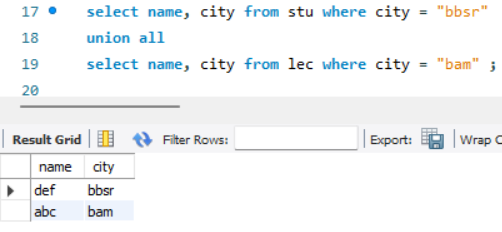 17 select name, city from stu where city = "bbsr"
18 union all
19 select name, city from lec where city = "bam" ;
20
Result Grid Filter Rows: Export: Wrap C
name city
def bbsr
abc bam